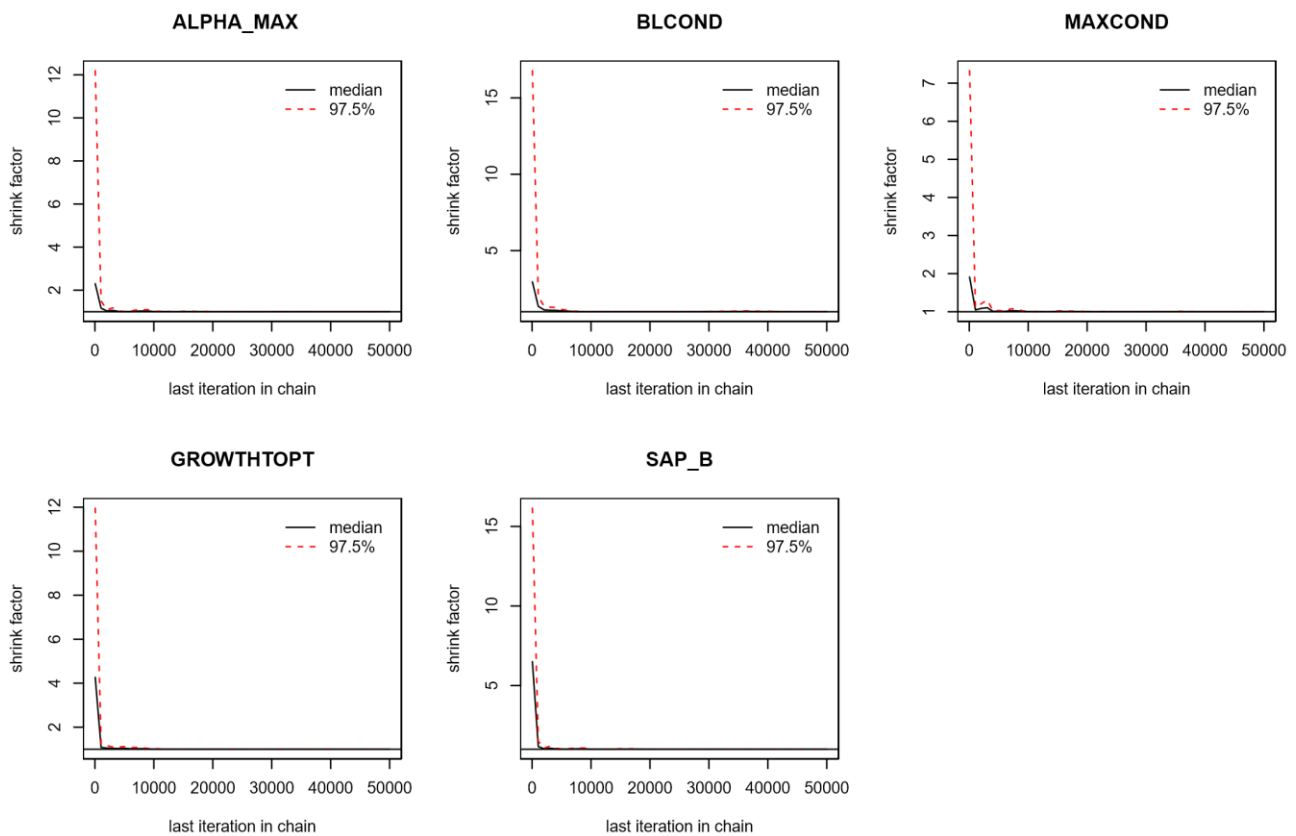 ALPHA_MAX
BLCOND
MAXCOND
12
10
8
6
4
2
shrink factor
median
97.5%
0 10000 20000 30000 40000 50000
last iteration in chain
15
10
5
shrink factor
median
97.5%
0 10000 20000 30000 40000 50000
last iteration in chain
7
6
5
4
3
2
1
shrink factor
median
97.5%
0 10000 20000 30000 40000 50000
last iteration in chain
GROWTHTOPT
SAP_B
12
10
8
6
4
2
shrink factor
median
97.5%
0 10000 20000 30000 40000 50000
last iteration in chain
15
10
5
shrink factor
median
97.5%
0 10000 20000 30000 40000 50000
last iteration in chain